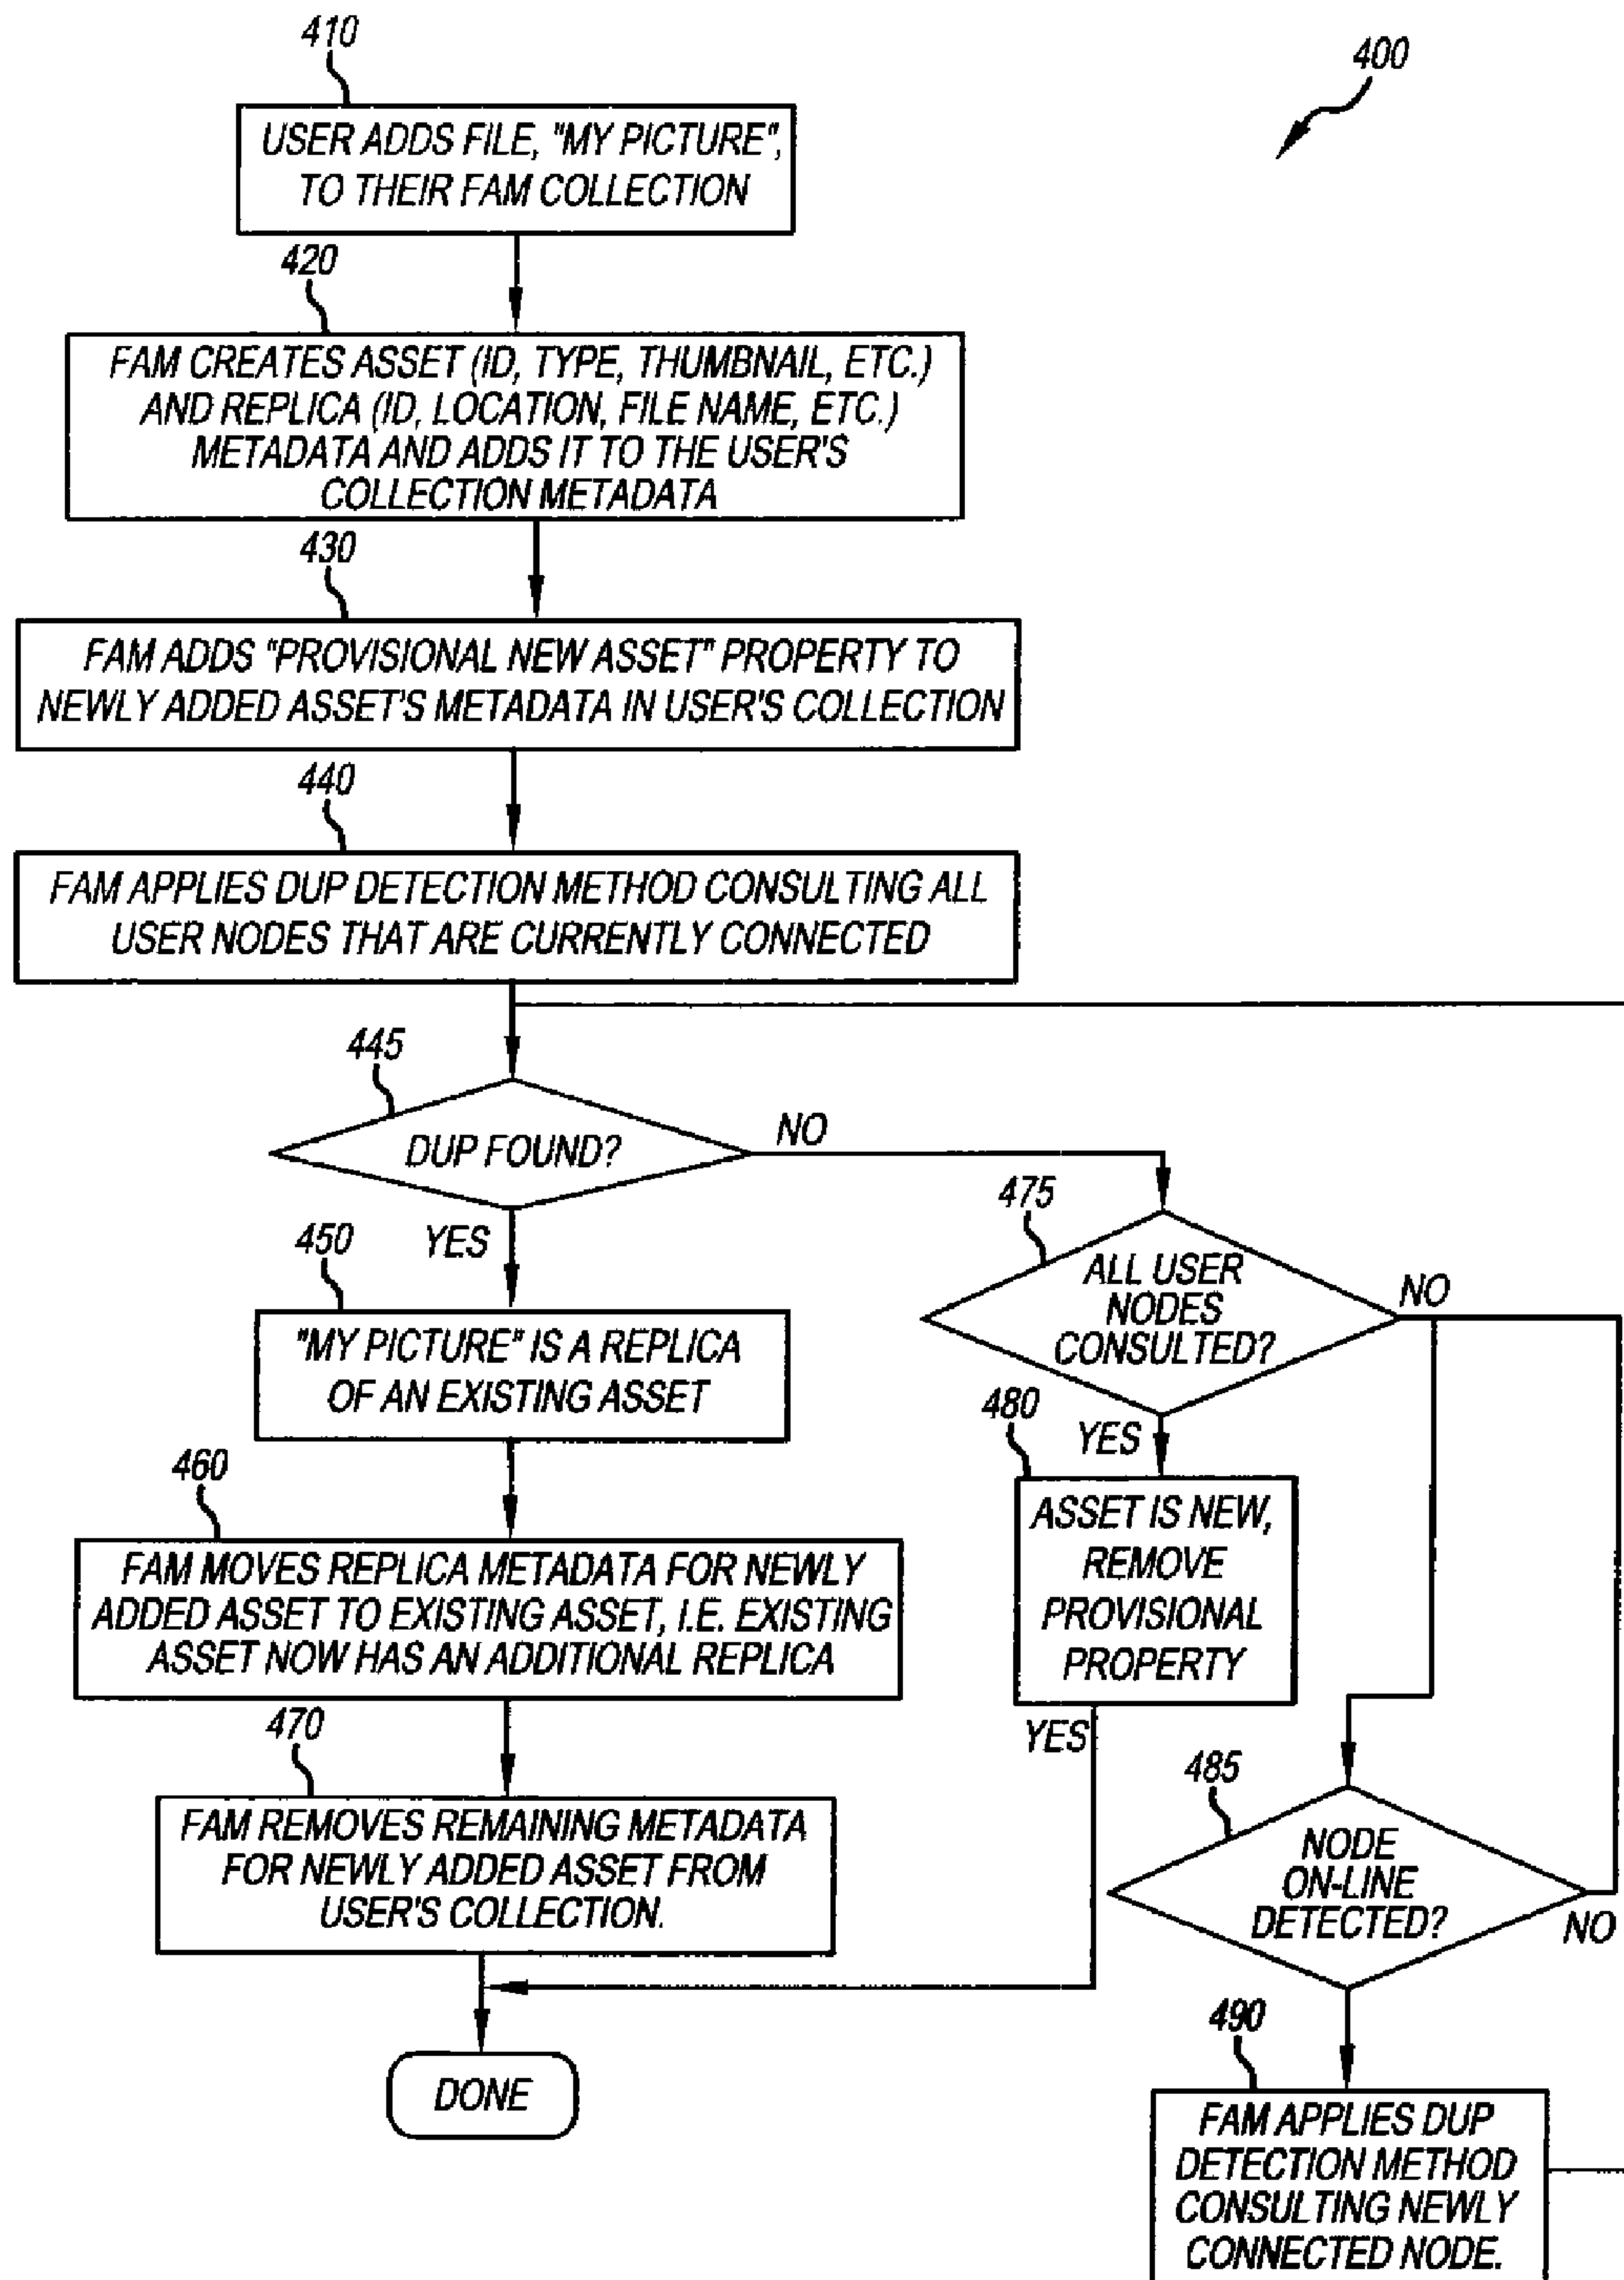 410
400
USER ADDS FILE, "MY PICTURE",
TO THEIR FAM COLLECTION
420
FAM CREATES ASSET (ID, TYPE, THUMBNAIL, ETC.)
AND REPLICA (ID, LOCATION, FILE NAME, ETC.)
METADATA AND ADDS IT TO THE USER'S
COLLECTION METADATA
430
FAM ADDS "PROVISIONAL NEW ASSET" PROPERTY TO
NEWLY ADDED ASSET'S METADATA IN USER'S COLLECTION
440
FAM APPLIES DUP DETECTION METHOD CONSULTING ALL
USER NODES THAT ARE CURRENTLY CONNECTED
445
DUP FOUND?
NO
YES
450
"MY PICTURE" IS A REPLICA
OF AN EXISTING ASSET
460
FAM MOVES REPLICA METADATA FOR NEWLY
ADDED ASSET TO EXISTING ASSET, I.E. EXISTING
ASSET NOW HAS AN ADDITIONAL REPLICA
470
FAM REMOVES REMAINING METADATA
FOR NEWLY ADDED ASSET FROM
USER'S COLLECTION.
DONE
475
ALL USER
NODES
CONSULTED?
NO
YES
480
ASSET IS NEW,
REMOVE
PROVISIONAL
PROPERTY
YES
485
NODE
ON-LINE
DETECTED?
NO
490
FAM APPLIES DUP
DETECTION METHOD
CONSULTING NEWLY
CONNECTED NODE.